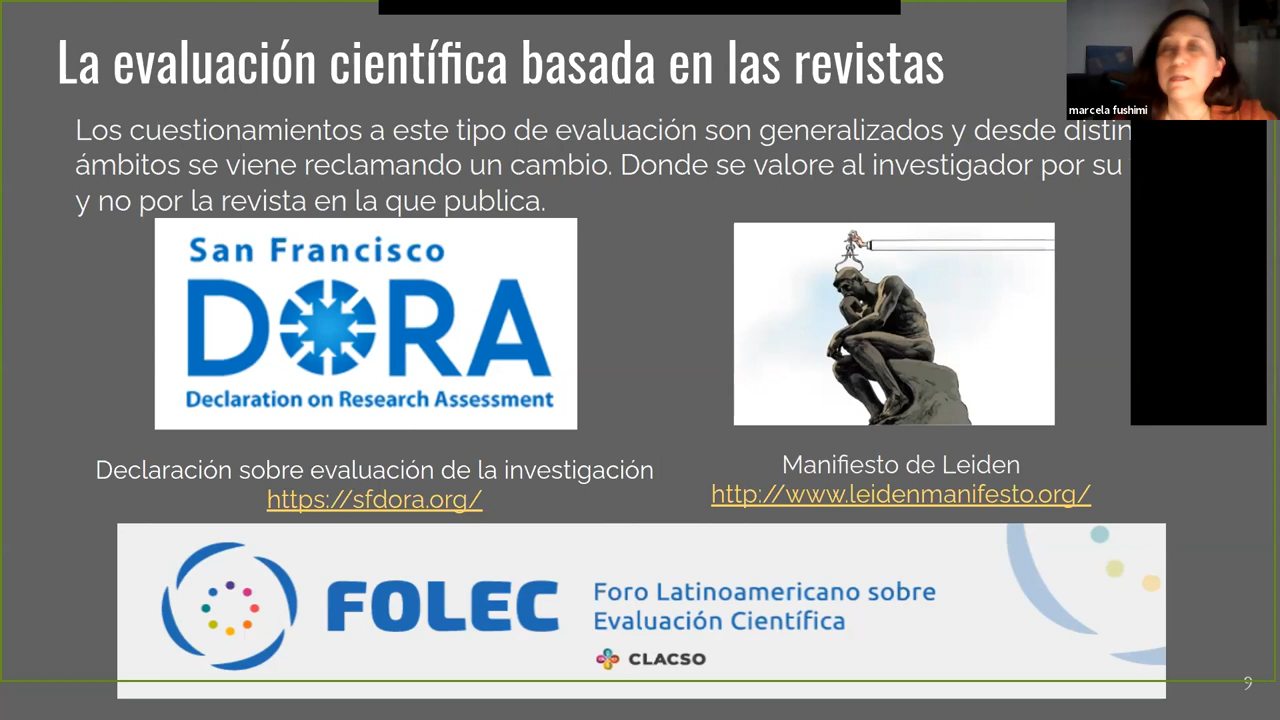 La evaluación científica basada en las revistas
marcela fushimi
Los cuestionamientos a este tipo de evaluación son generalizados y desde distin
ámbitos se viene reclamando un cambio. Donde se valore al investigador por su
y no por la revista en la que publica.
San Francisco
DORA
Declaration on Research Assessment
Declaración sobre evaluación de la investigación
https://sfdora.org/
Manifiesto de Leiden
http://www.leidenmanifesto.org/
FOLEC
Foro Latinoamericano sobre
Evaluación Científica
CLACSO
9